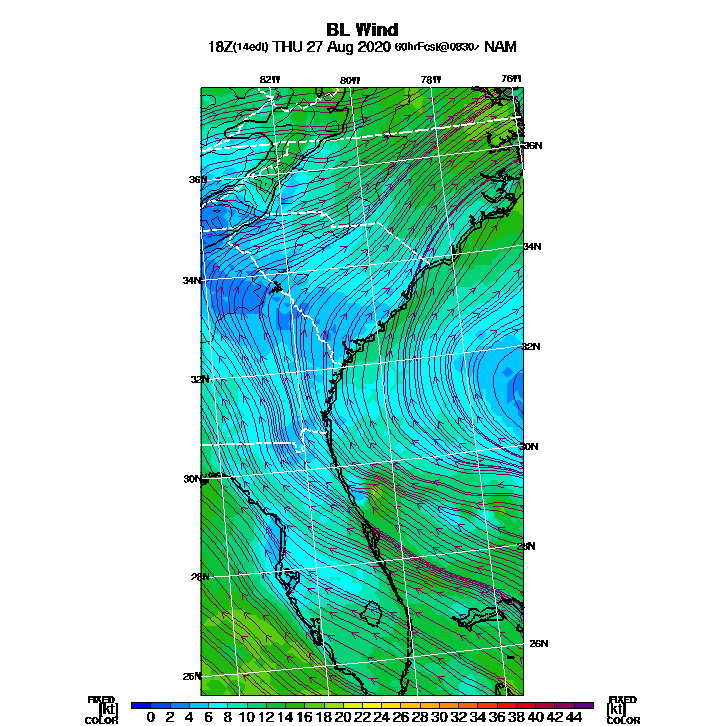 BL Wind
18Z(14edt) THU 27 Aug 2020 60hrFcst@0830z NAM
82W 80W 78W 76W
36N 36N
34N 34N
32N 32N
30N 30N
28N 28N
26N 26N
FIXED [kt] COLOR
0 2 4 6 8 10 12 14 16 18 20 22 24 26 28 30 32 34 36 38 40 42 44
FIXED [kt] COLOR